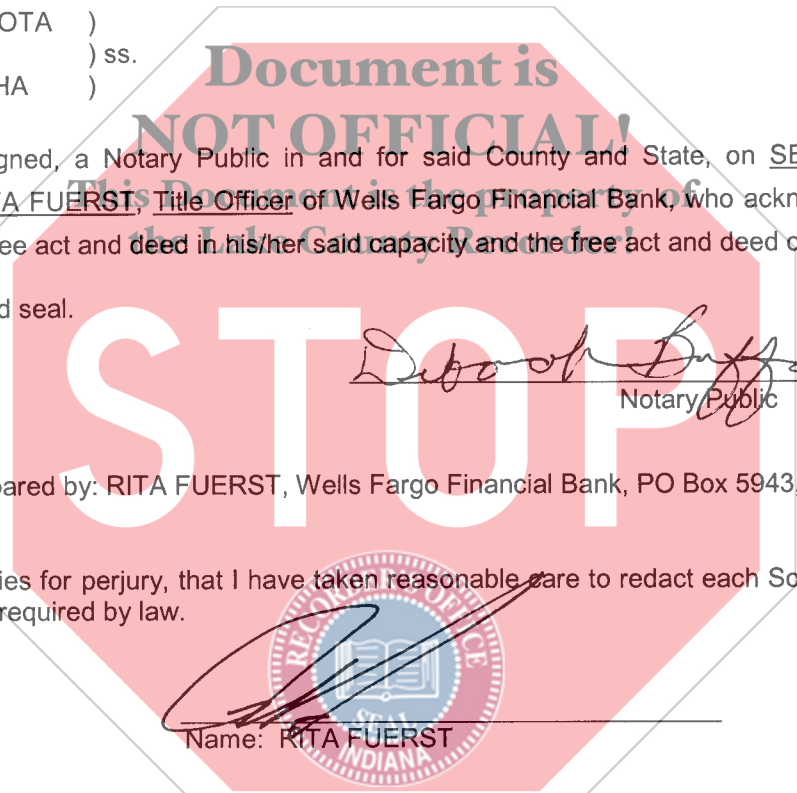 OTA )
) ss.
HA )
Document is
NOT OFFICIAL!
This Document is the property of
the Lake County Recorder!
STOP
gned, a Notary Public in and for said County and State, on SE
TA FUERST, Title Officer of Wells Fargo Financial Bank, who ackn
ee act and deed in his/her said capacity and the free act and deed o
d seal.
Deborah
Notary Public
pared by: RITA FUERST, Wells Fargo Financial Bank, PO Box 5943,
ies for perjury, that I have taken reasonable care to redact each So
required by law.
RECORDER'S OFFICE
SEAL
INDIANA
Name: RITA FUERST